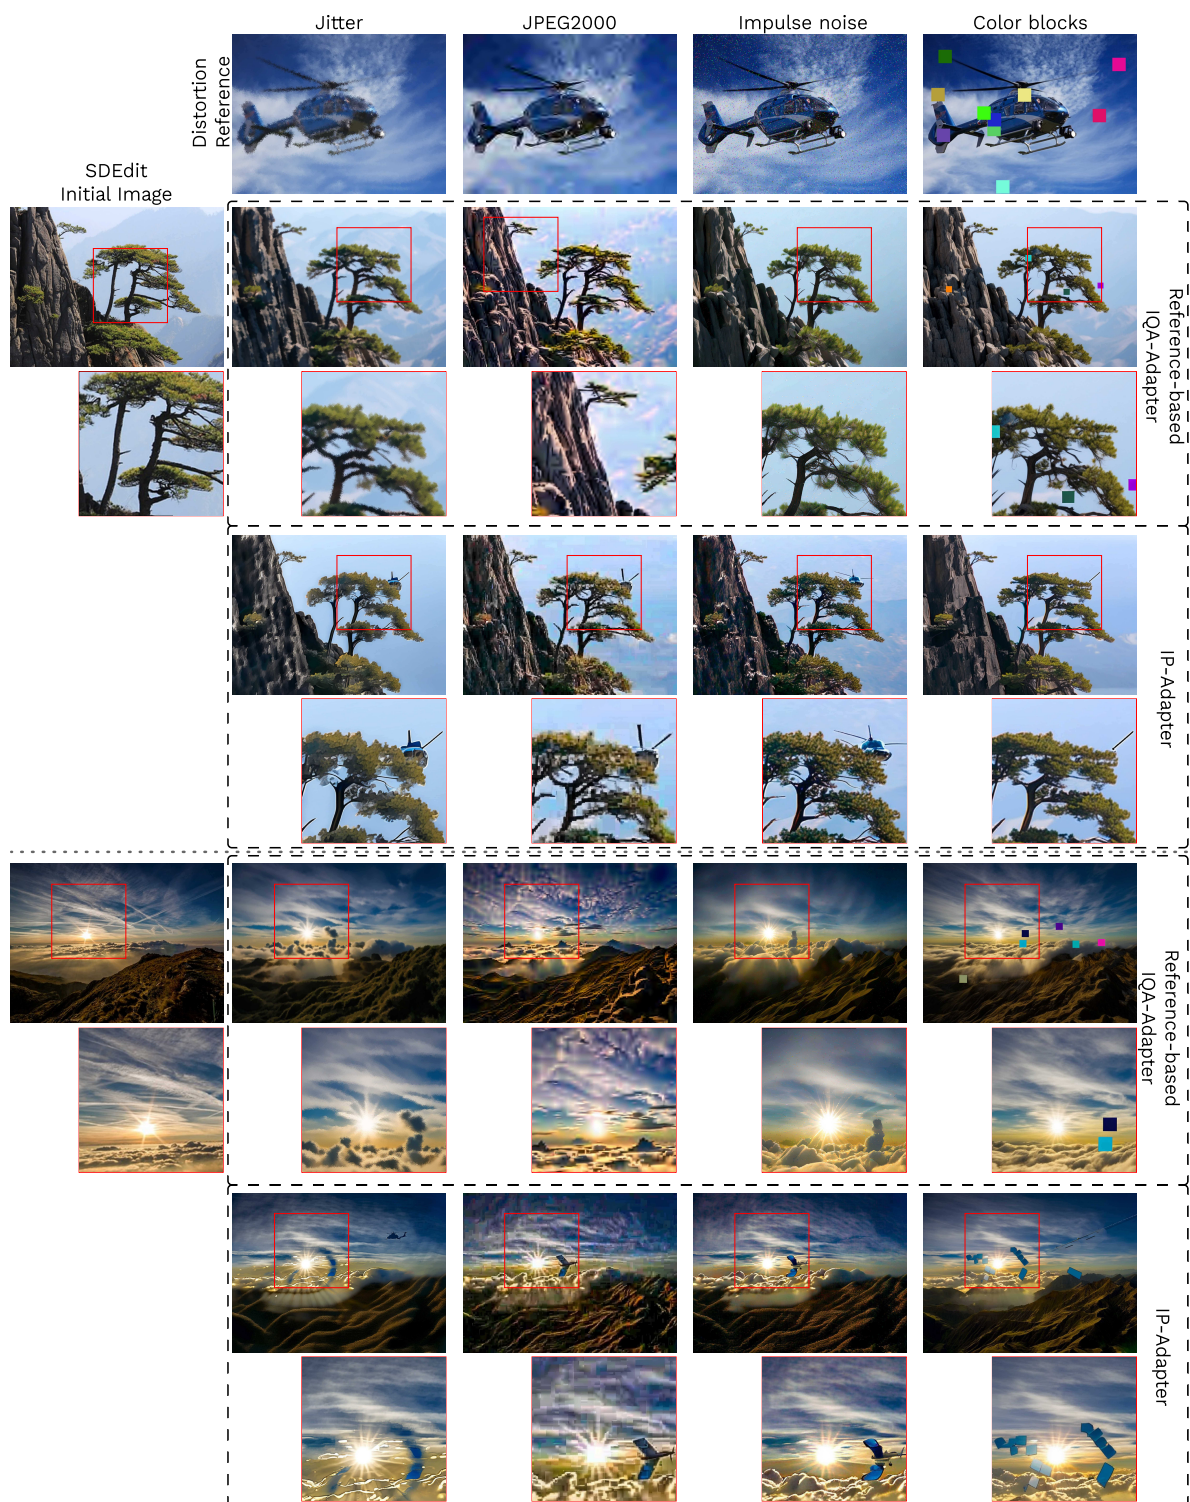 Jitter
JPEG2000
Impulse noise
Color blocks
Distortion
Reference
SDEdit
Initial Image
Reference-based
IQA-Adapter
IP-Adapter
Reference-based
IQA-Adapter
IP-Adapter